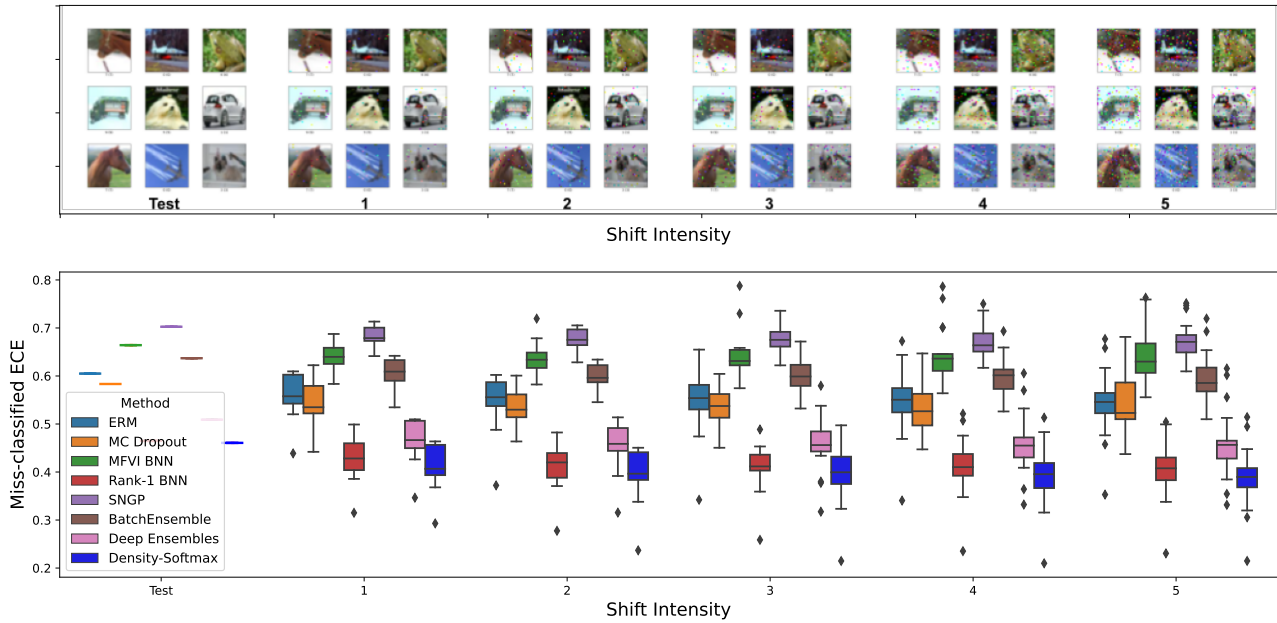 Test 1 2 3 4 5
Shift Intensity
Miss-classified ECE
0.8
0.7
0.6
0.5
0.4
0.3
0.2
Method
ERM
MC Dropout
MFVI BNN
Rank-1 BNN
SNGP
BatchEnsemble
Deep Ensembles
Density-Softmax
Test 1 2 3 4 5
Shift Intensity